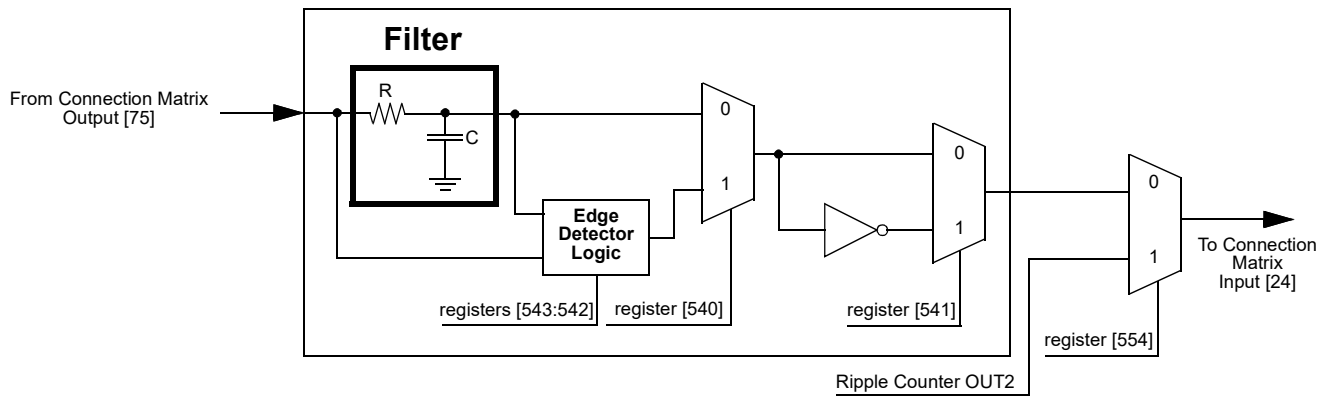 Filter
From Connection Matrix
Output [75]
R
C
0
1
Edge
Detector
Logic
0
1
0
1
To Connection
Matrix
Input [24]
registers [543:542]
register [540]
register [541]
register [554]
Ripple Counter OUT2